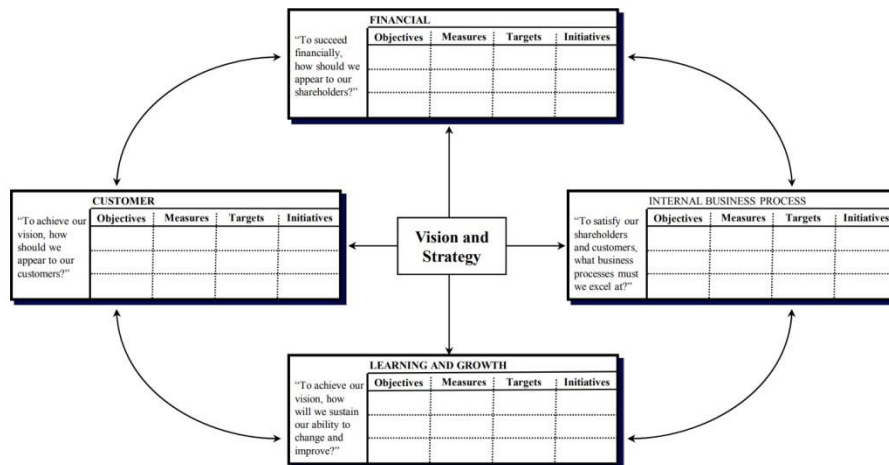 FINANCIAL
“To succeed
financially,
how should we
appear to our
shareholders?”
Objectives Measures Targets Initiatives
CUSTOMER
“To achieve our
vision, how
should we
appear to our
customers?”
Objectives Measures Targets Initiatives
Vision and
Strategy
INTERNAL BUSINESS PROCESS
“To satisfy our
shareholders
and customers,
what business
processes must
we excel at?”
Objectives Measures Targets Initiatives
LEARNING AND GROWTH
“To achieve our
vision, how
will we sustain
our ability to
change and
improve?”
Objectives Measures Targets Initiatives